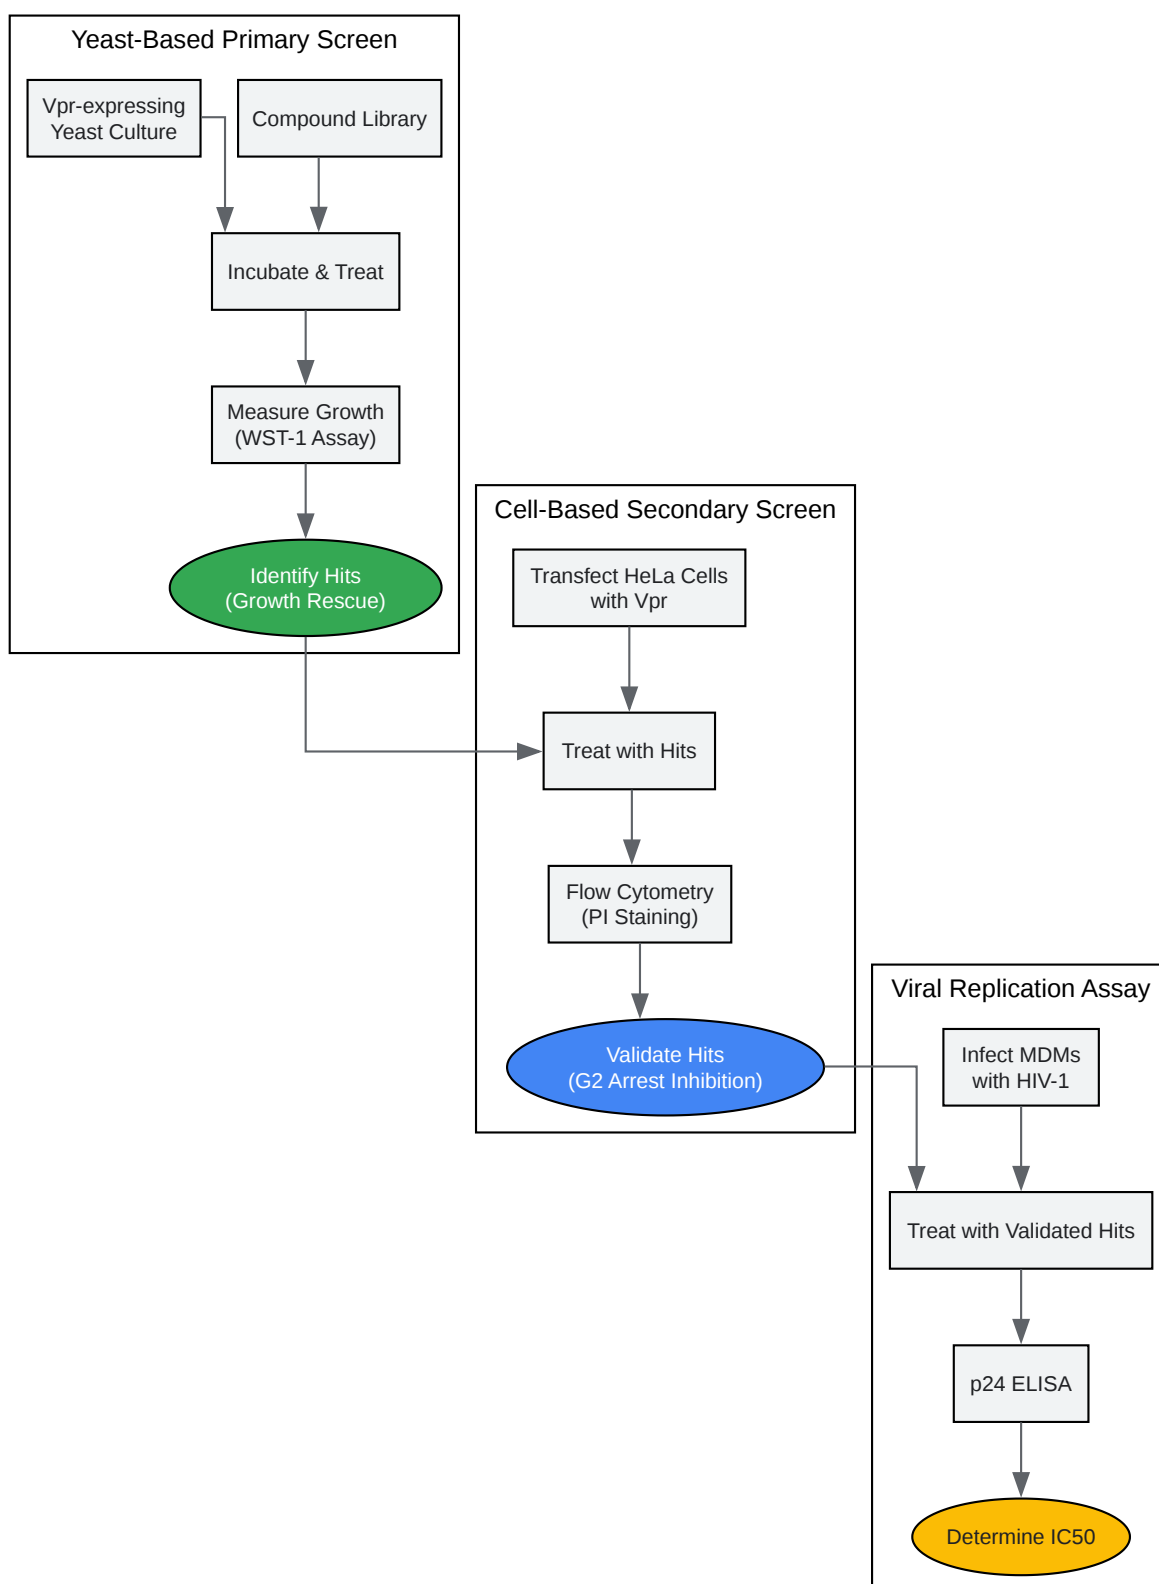 Yeast-Based Primary Screen
Vpr-expressing
Yeast Culture
Compound Library
Incubate & Treat
Measure Growth
(WST-1 Assay)
Identify Hits
(Growth Rescue)
Cell-Based Secondary Screen
Transfect HeLa Cells
with Vpr
Treat with Hits
Flow Cytometry
(PI Staining)
Validate Hits
(G2 Arrest Inhibition)
Viral Replication Assay
Infect MDMs
with HIV-1
Treat with Validated Hits
p24 ELISA
Determine IC50